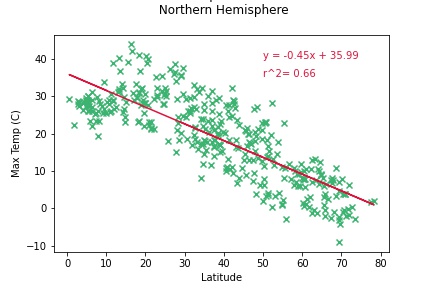 Northern Hemisphere
y = -0.45x + 35.99
r^2= 0.66
Max Temp (C)
40
30
20
10
0
−10
0 10 20 30 40 50 60 70 80
Latitude